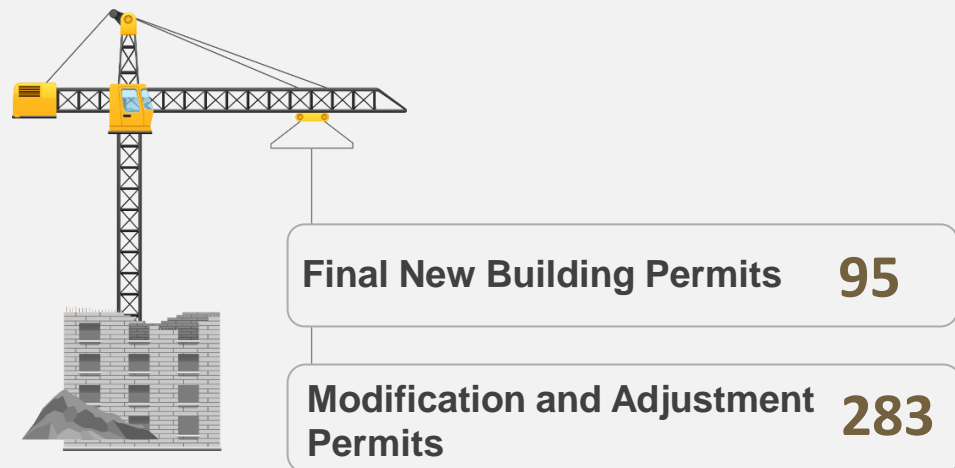 Final New Building Permits 95
Modification and Adjustment 283
Permits